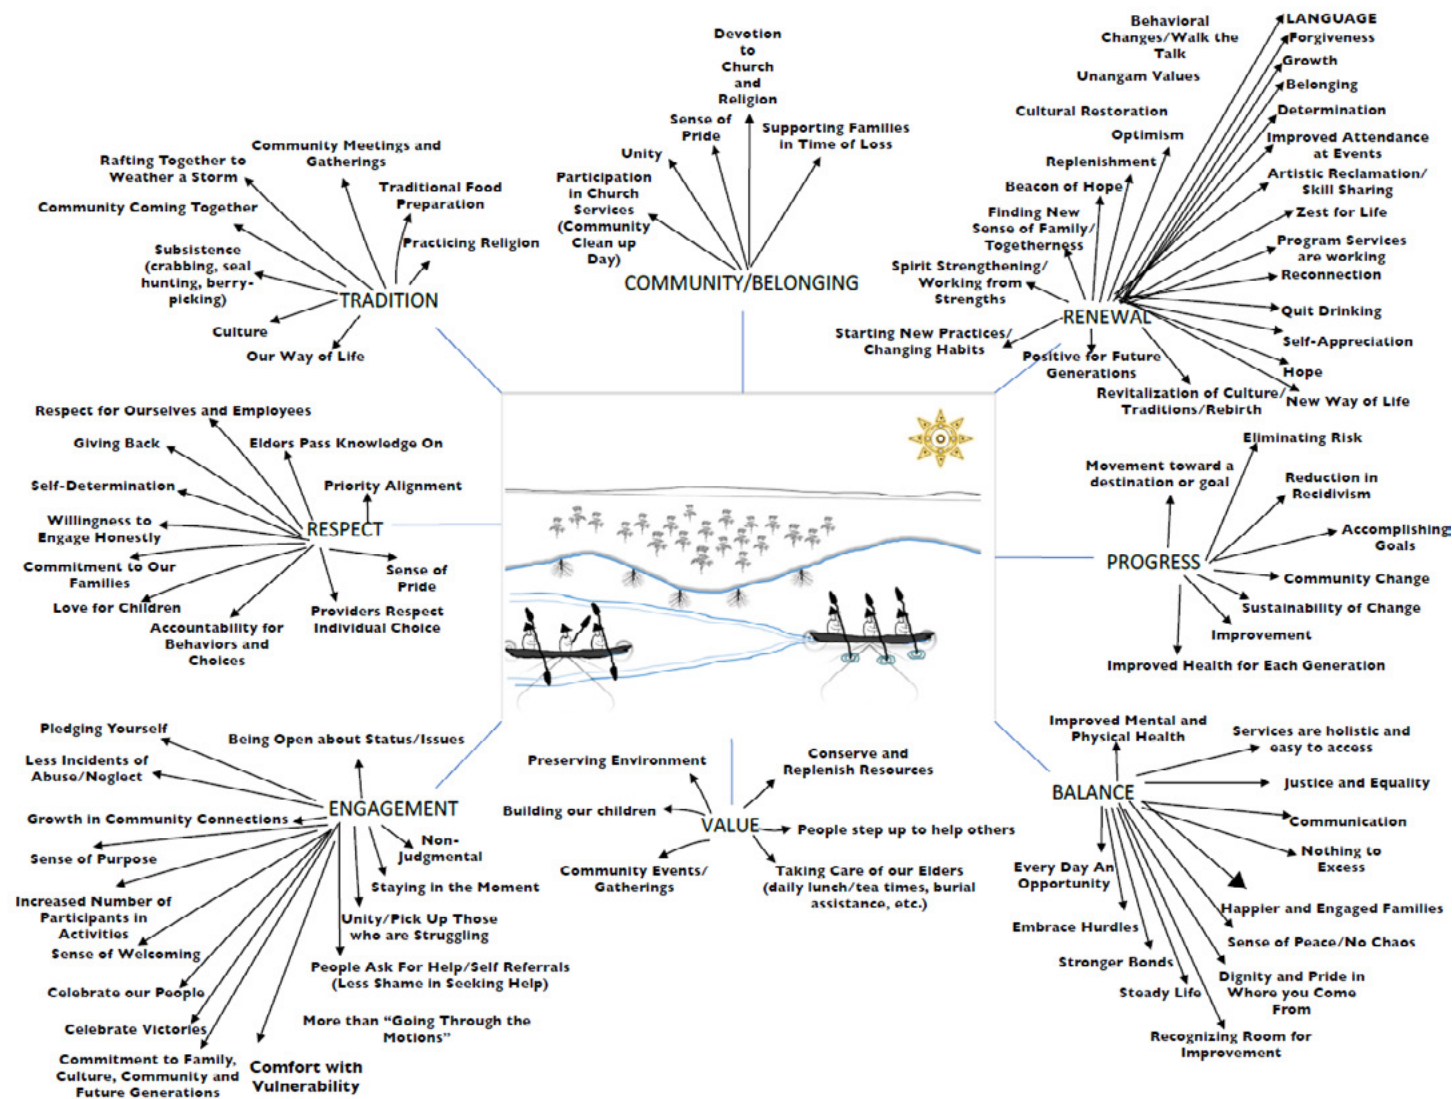 TRADITION
Community Meetings and
Gatherings
Rafting Together to
Weather a Storm
Traditional Food
Preparation
Community Coming Together
Practicing Religion
Subsistence
(crabbing, seal
hunting, berry-
picking)
Culture
Our Way of Life
COMMUNITY/BELONGING
Devotion
to
Church
and
Religion
Sense of
Pride
Supporting Families
in Time of Loss
Unity
Participation
in Church
Services
(Community
Clean up
Day)
RENEWAL
Behavioral
Changes/Walk the
Talk
Unangam Values
Cultural Restoration
Optimism
Replenishment
Beacon of Hope
Finding New
Sense of Family/
Togetherness
Spirit Strengthening/
Working from
Strengths
Starting New Practices/
Changing Habits
Positive for Future
Generations
Revitalization of Culture/
Traditions/Rebirth
LANGUAGE
Forgiveness
Growth
Belonging
Determination
Improved Attendance
at Events
Artistic Reclamation/
Skill Sharing
Zest for Life
Program Services
are working
Reconnection
Quit Drinking
Self-Appreciation
Hope
New Way of Life
RESPECT
Respect for Ourselves and Employees
Giving Back
Elders Pass Knowledge On
Self-Determination
Priority Alignment
Willingness to
Engage Honestly
Commitment to Our
Families
Sense of
Pride
Love for Children
Accountability for
Behaviors and
Choices
Providers Respect
Individual Choice
PROGRESS
Eliminating Risk
Movement toward a
destination or goal
Reduction in
Recidivism
Accomplishing
Goals
Community Change
Sustainability of Change
Improvement
Improved Health for Each Generation
ENGAGEMENT
Pledging Yourself
Being Open about Status/Issues
Less Incidents of
Abuse/Neglect
Growth in Community Connections
Non-
Judgmental
Sense of Purpose
Staying in the Moment
Increased Number of
Participants in
Activities
Unity/Pick Up Those
who are Struggling
Sense of Welcoming
People Ask For Help/Self Referrals
(Less Shame in Seeking Help)
Celebrate our People
More than “Going Through the
Motions”
Celebrate Victories
Commitment to Family,
Culture, Community and
Future Generations
Comfort with
Vulnerability
VALUE
Preserving Environment
Conserve and
Replenish Resources
Building our children
People step up to help others
Community Events/
Gatherings
Taking Care of our Elders
(daily lunch/tea times, burial
assistance, etc.)
BALANCE
Improved Mental and
Physical Health
Services are holistic and
easy to access
Justice and Equality
Communication
Nothing to
Excess
Every Day An
Opportunity
Happier and Engaged Families
Embrace Hurdles
Sense of Peace/No Chaos
Stronger Bonds
Dignity and Pride in
Where you Come
From
Steady Life
Recognizing Room for
Improvement